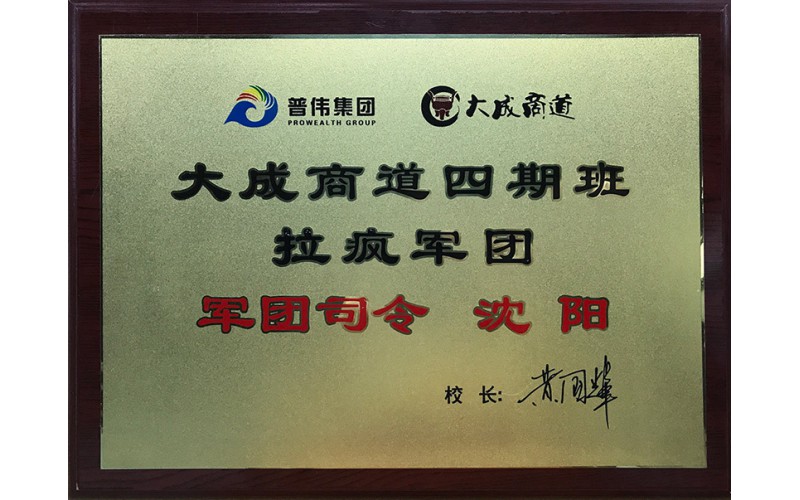 普伟集团 大成商道
PROWEALTH GROUP
大成商道四期班
拉疯军团
军团司令 沈阳
校长: